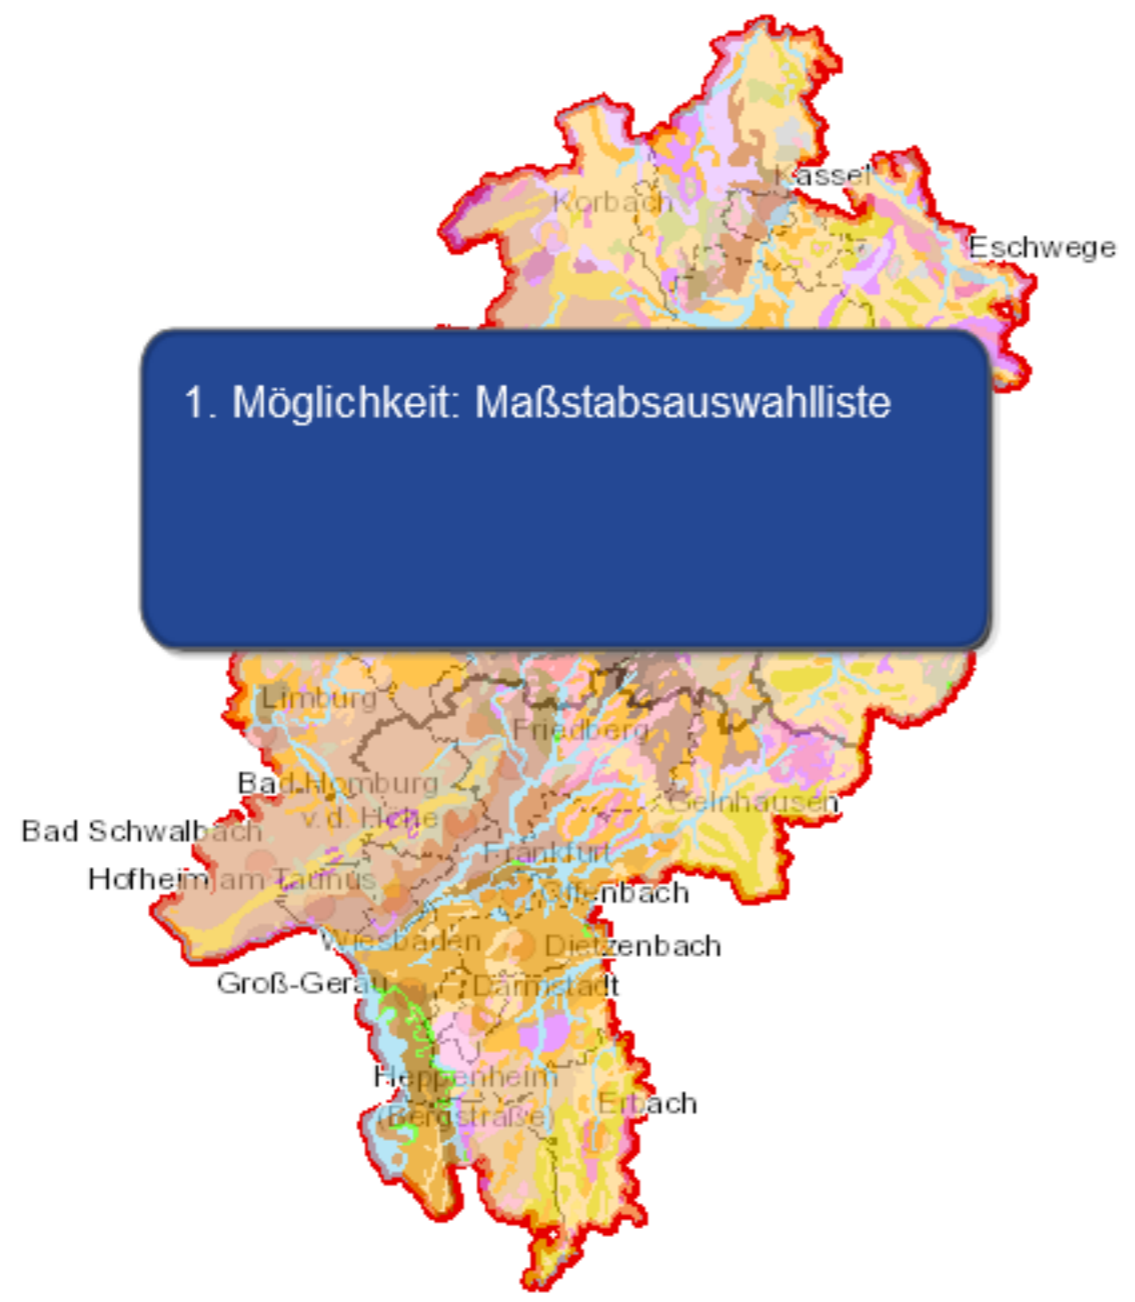 Kassel
Korbach
Eschwege
1. Möglichkeit: Maßstabsauswahlliste
Limburg
Friedberg
Bad Homburg
v. d. Höhe
Gelnhausen
Bad Schwalbach
Frankfurt
Hofheim am Taunus
Offenbach
Wiesbaden
Dietzenbach
Groß-Gerau
Darmstadt
Heppenheim
(Bergstraße)
Erbach